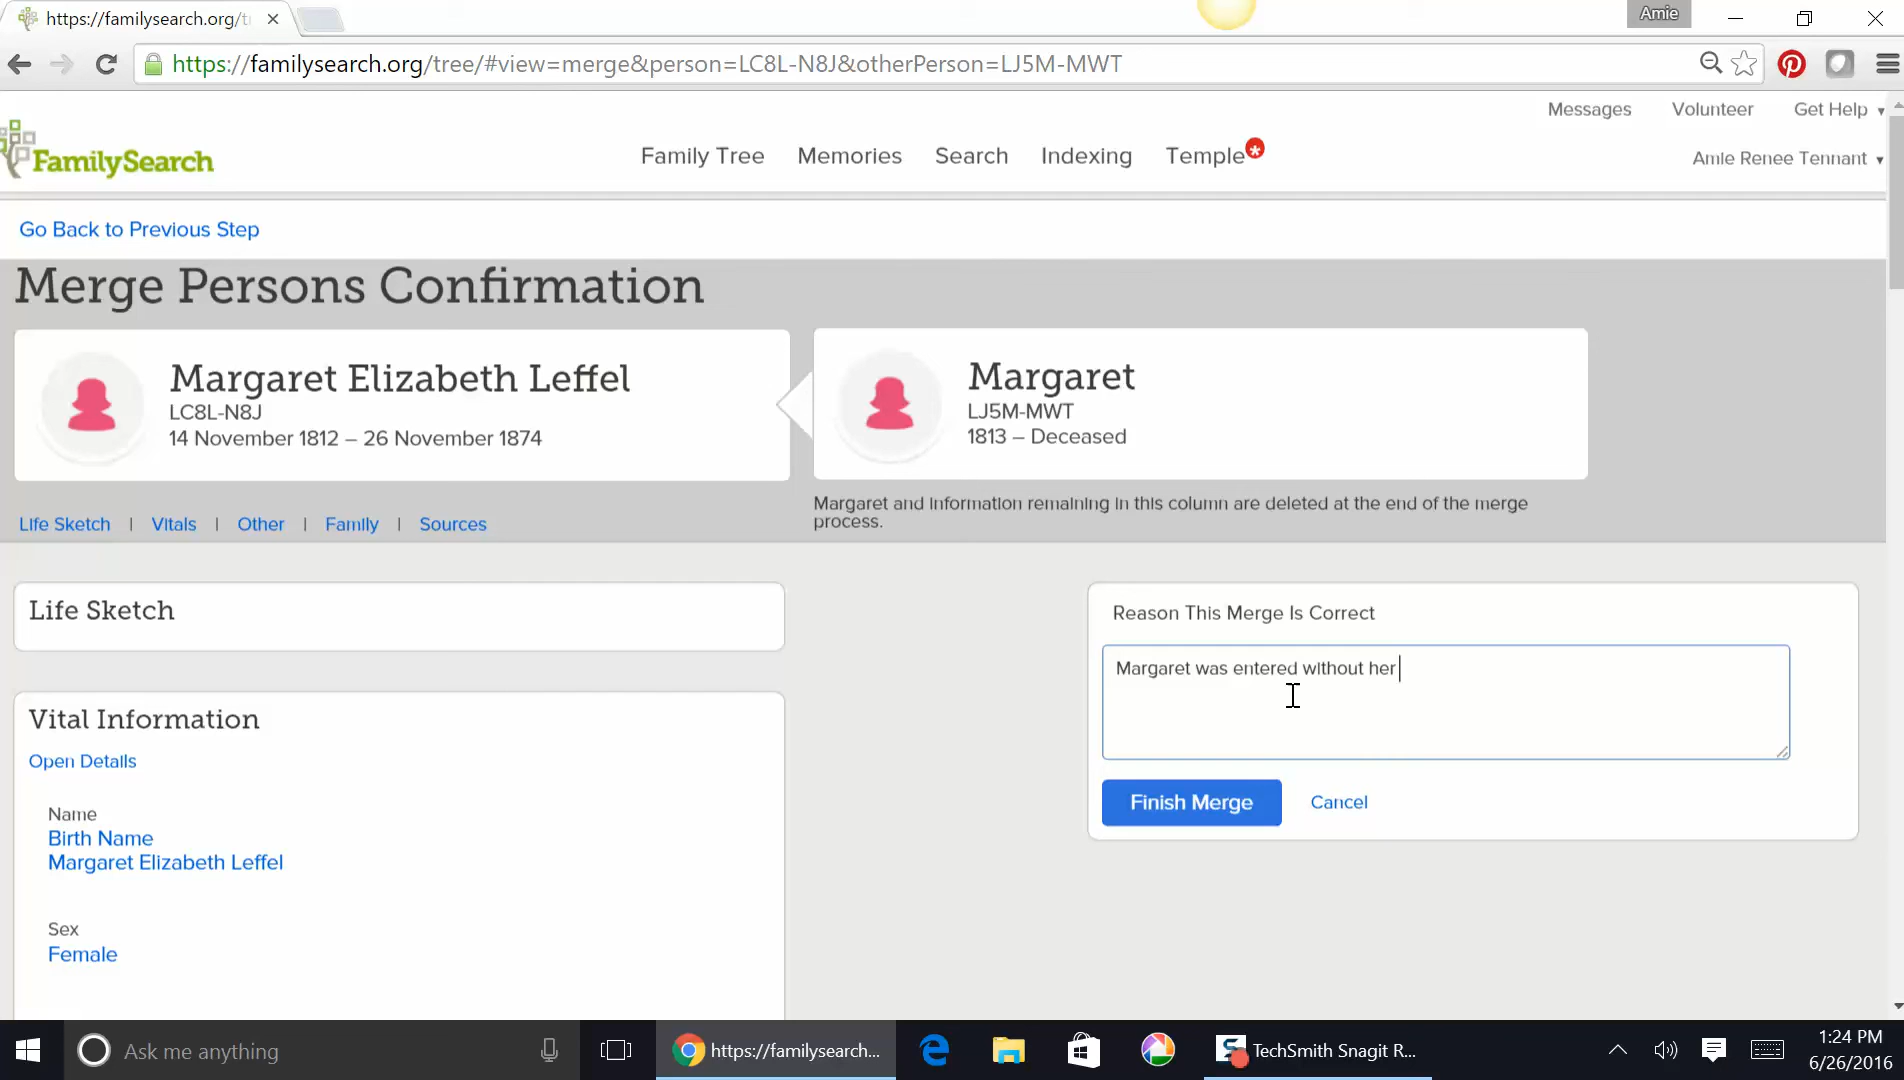 https://familysearch.org/t
Amie
https://familysearch.org/tree/#view=merge&person=LC8L-N8J&otherPerson=LJ5M-MWT
Messages
Volunteer
Get Help
FamilySearch
Family Tree
Memories
Search
Indexing
Temple
Amie Renee Tennant
Go Back to Previous Step
Merge Persons Confirmation
Margaret Elizabeth Leffel
LC8L-N8J
14 November 1812 – 26 November 1874
Margaret
LJ5M-MWT
1813 – Deceased
Margaret and information remaining in this column are deleted at the end of the merge
process.
Life Sketch | Vitals | Other | Family | Sources
Life Sketch
Reason This Merge Is Correct
Margaret was entered without her
Finish Merge
Cancel
Vital Information
Open Details
Name
Birth Name
Margaret Elizabeth Leffel
Sex
Female
Ask me anything
https://familysearch...
TechSmith Snagit R...
1:24 PM
6/26/2016